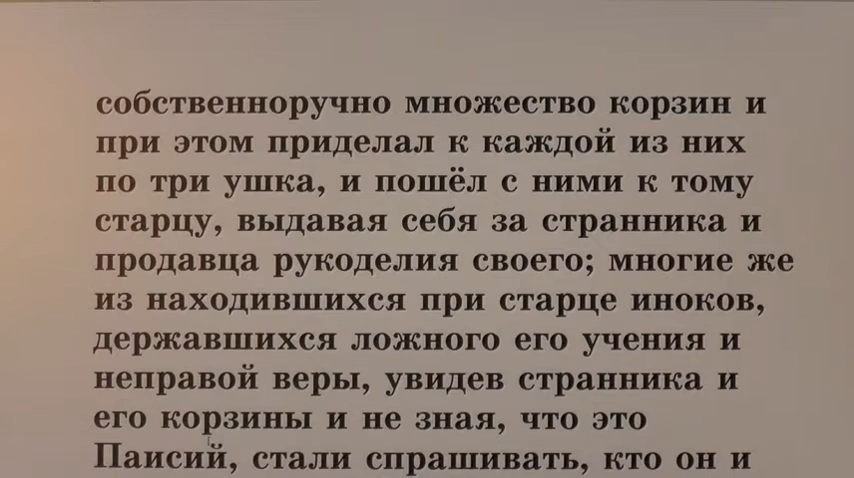 собственноручно множество корзин и
при этом приделал к каждой из них
по три ушка, и пошёл с ними к тому
старцу, выдавая себя за странника и
продавца рукоделия своего; многие же
из находившихся при старце иноков,
державшихся ложного его учения и
неправой веры, увидев странника и
его корзины и не зная, что это
Паисий, стали спрашивать, кто он и